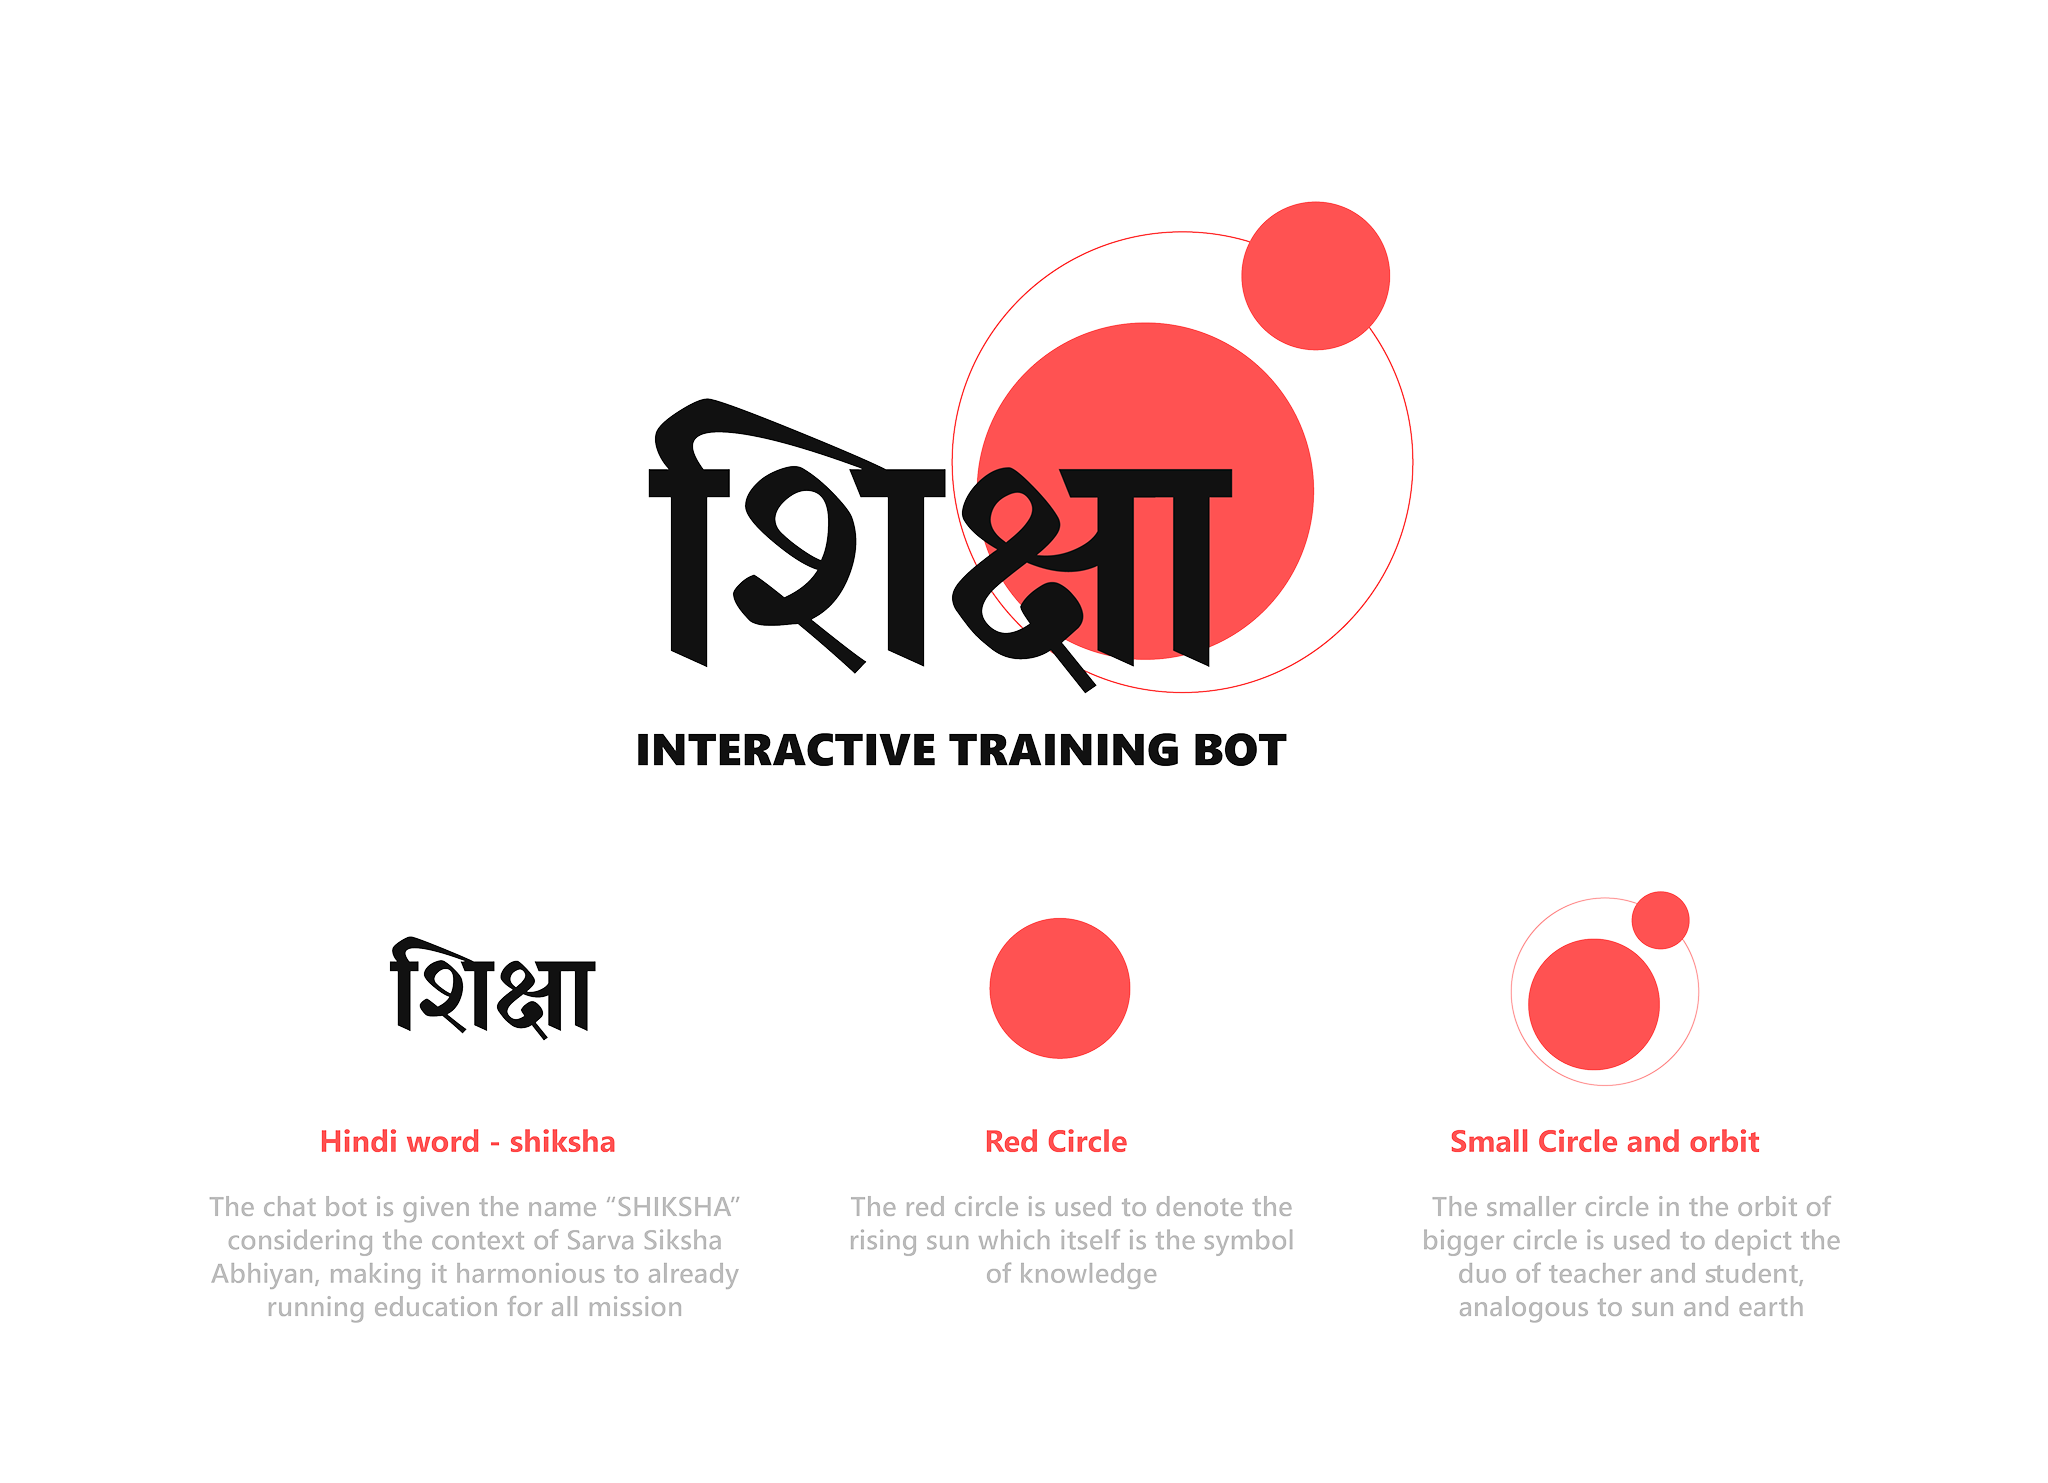 शिक्षा
INTERACTIVE TRAINING BOT
शिक्षा
Hindi word - shiksha
The chat bot is given the name “SHIKSHA”
considering the context of Sarva Siksha
Abhiyan, making it harmonious to already
running education for all mission
Red Circle
The red circle is used to denote the
rising sun which itself is the symbol
of knowledge
Small Circle and orbit
The smaller circle in the orbit of
bigger circle is used to depict the
duo of teacher and student,
analogous to sun and earth